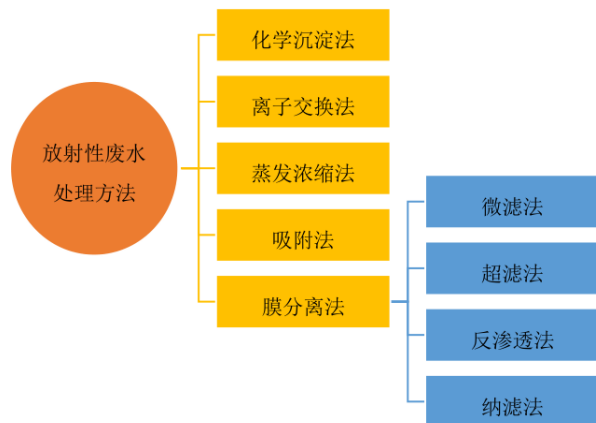 放射性废水
处理方法
化学沉淀法
离子交换法
蒸发浓缩法
吸附法
膜分离法
微滤法
超滤法
反渗透法
纳滤法